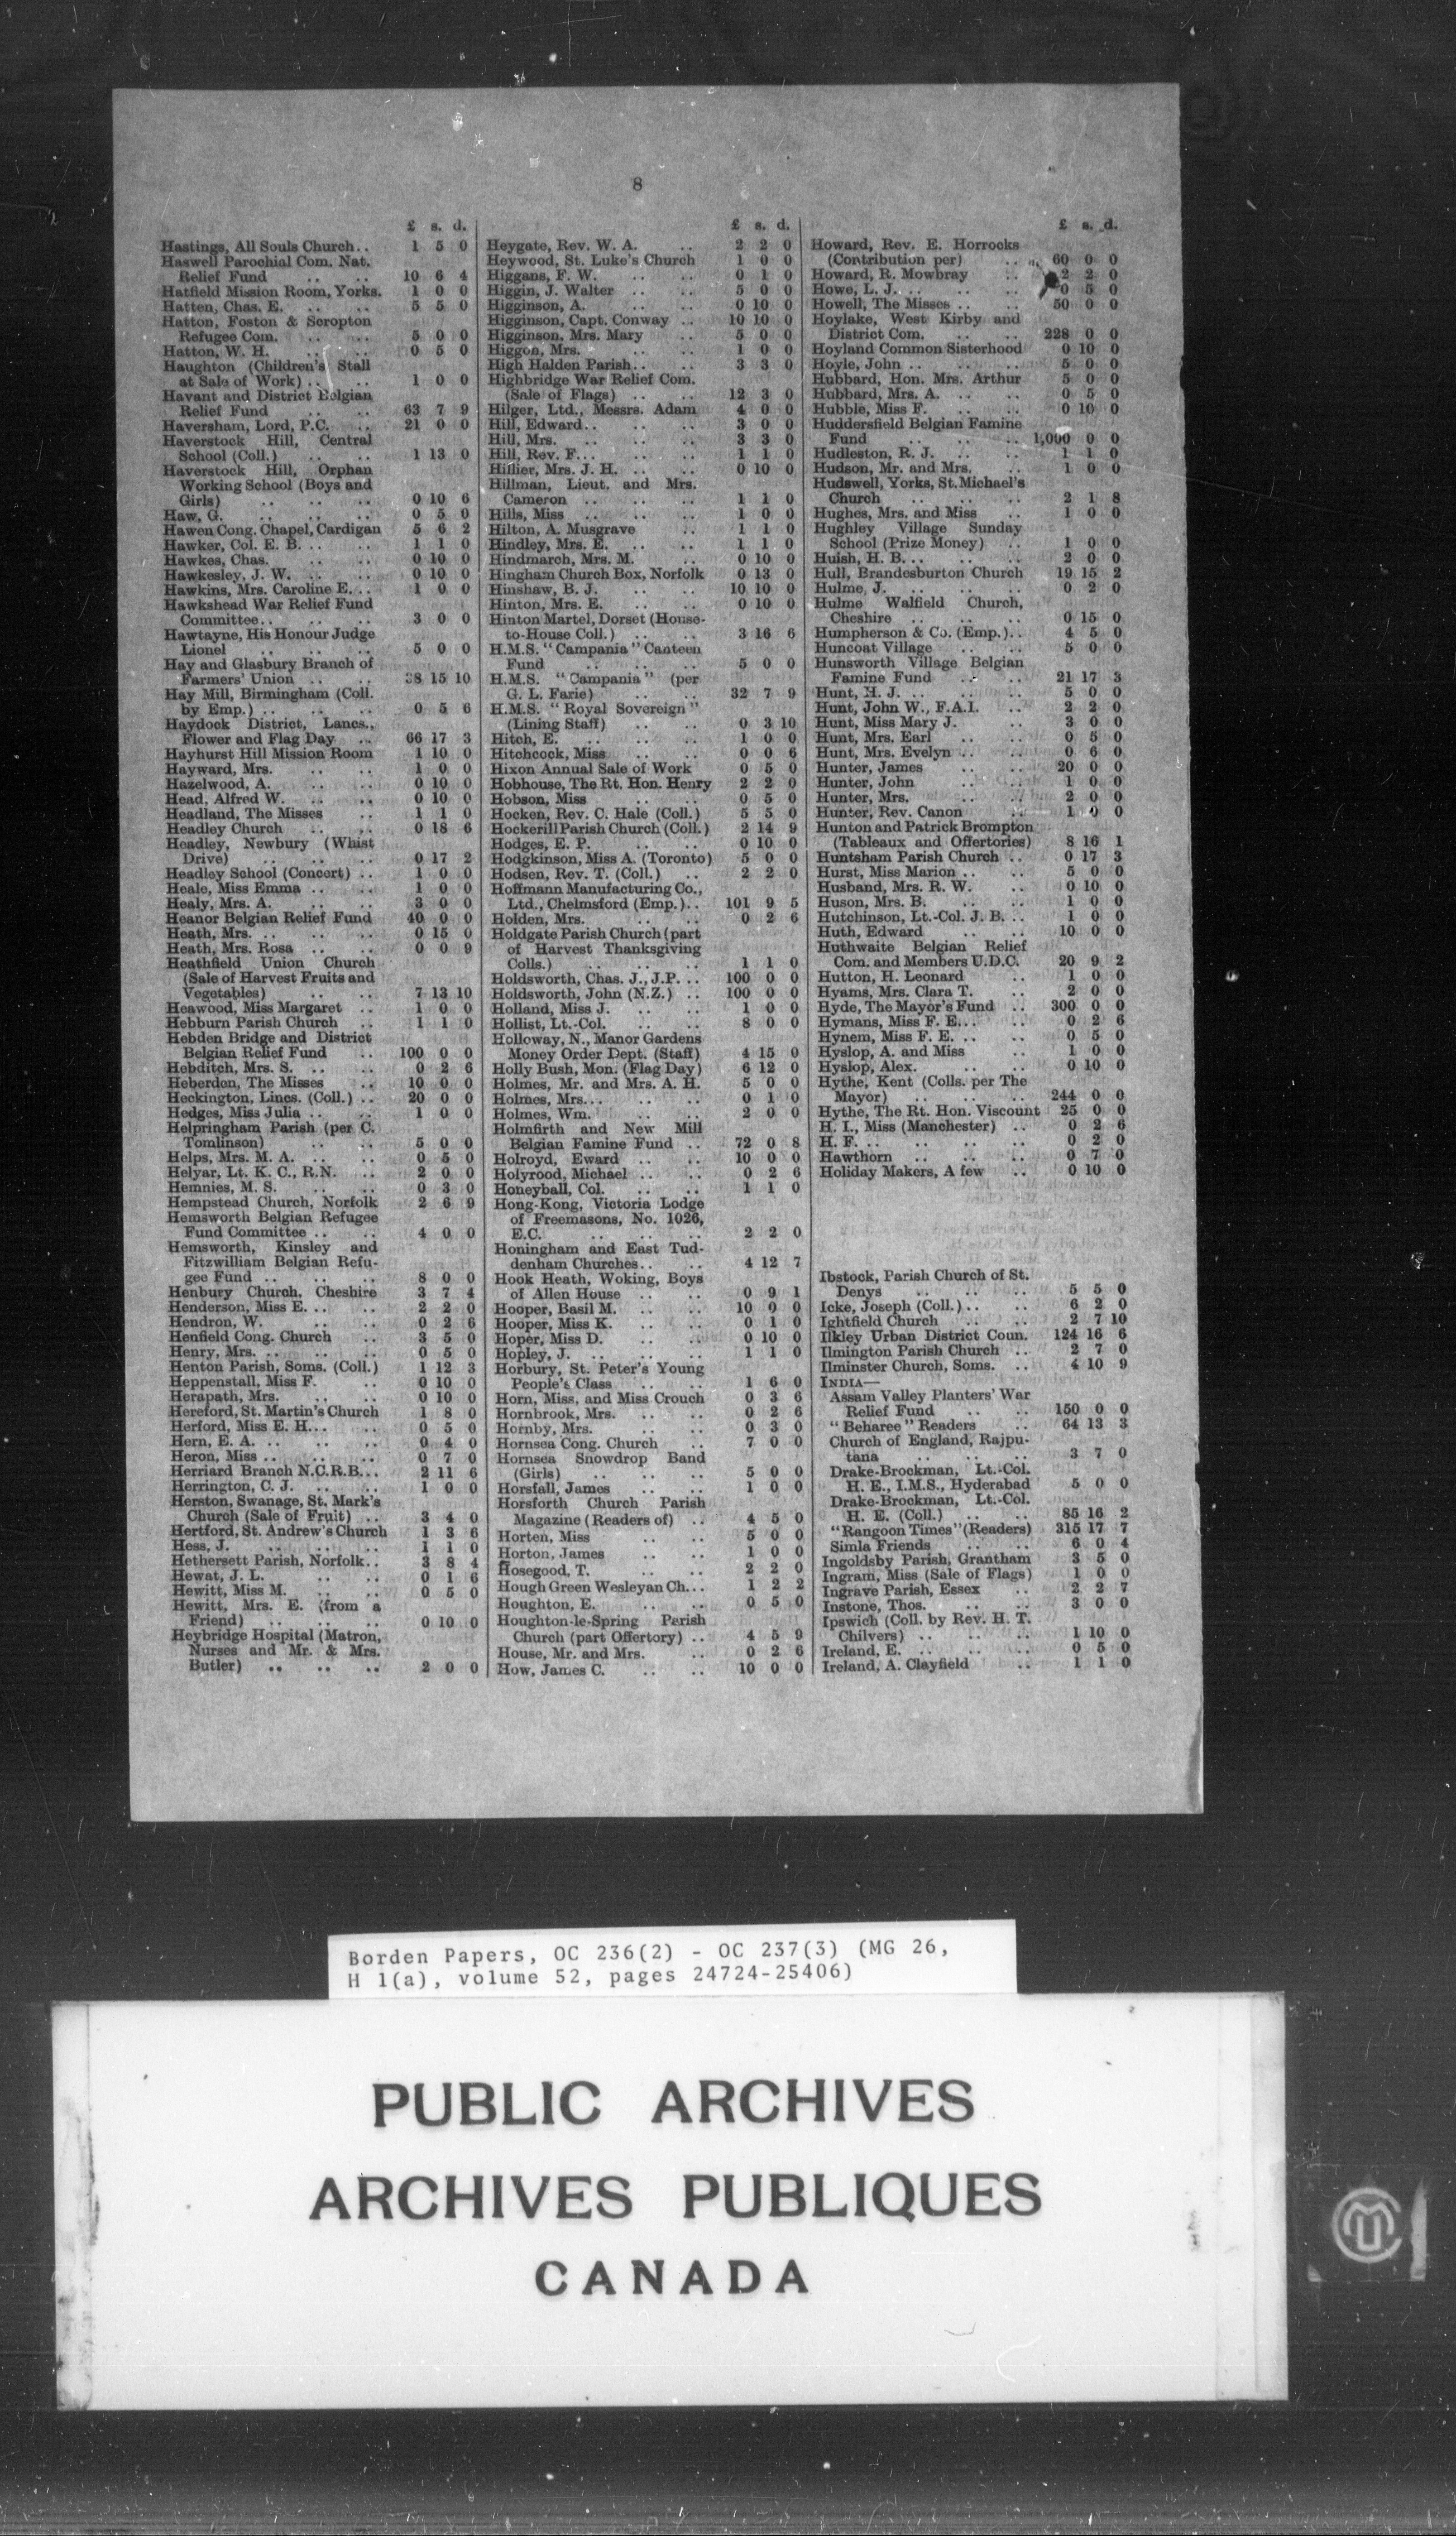 8
£ s. d.
Hastings, All Souls Church.. 1 5 0
Haswell Parochial Com. Nat.
Relief Fund .. .. 10 6 4
Hatfield Mission Room, Yorks. 1 0 0
Hatten, Chas. E. .. .. 5 5 0
Hatton, Foston & Scropton
Refugee Com. .. .. 5 0 0
Hatton, W. H. .. .. 0 5 0
Haughton (Children's Stall
at Sale of Work) .. .. 1 0 0
Havant and District Belgian
Relief Fund .. .. 63 7 9
Haversham, Lord, P.C. .. 21 0 0
Haverstock Hill, Central
School (Coll.) .. .. 1 13 0
Haverstock Hill, Orphan
Working School (Boys and
Girls) .. .. .. 0 10 6
Haw, G. .. .. .. 0 5 0
Hawen Cong. Chapel, Cardigan 5 6 2
Hawker, Col. E. B. .. .. 1 1 0
Hawkes, Chas. .. .. 0 10 0
Hawkesley, J. W. .. .. 0 10 0
Hawkins, Mrs. Caroline E. .. 1 0 0
Hawkshead War Relief Fund
Committee.. .. .. 3 0 0
Hawtayne, His Honour Judge
Lionel .. .. .. 5 0 0
Hay and Glasbury Branch of
Farmers' Union .. .. 38 15 10
Hay Mill, Birmingham (Coll.
by Emp.) .. .. .. 0 5 6
Haydock District, Lancs.,
Flower and Flag Day .. 66 17 3
Hayhurst Hill Mission Room 1 10 0
Hayward, Mrs. .. .. 1 0 0
Hazelwood, A. .. .. 0 10 0
Head, Alfred W. .. .. 0 10 0
Headland, The Misses .. 1 1 0
Headley Church .. .. 0 18 6
Headley, Newbury (Whist
Drive) .. .. .. 0 17 2
Headley School (Concert) .. 1 0 0
Heale, Miss Emma .. .. 1 0 0
Healy, Mrs. A. .. .. 3 0 0
Heanor Belgian Relief Fund 40 0 0
Heath, Mrs. .. .. .. 0 15 0
Heath, Mrs. Rosa .. .. 0 0 9
Heathfield Union Church
(Sale of Harvest Fruits and
Vegetables) .. .. 7 13 10
Heawood, Miss Margaret .. 1 0 0
Hebburn Parish Church .. 1 1 0
Hebden Bridge and District
Belgian Relief Fund .. 100 0 0
Hebditch, Mrs. S. .. .. 0 2 6
Heberden, The Misses .. 10 0 0
Heckington, Lincs. (Coll.) .. 20 0 0
Hedges, Miss Julia .. .. 1 0 0
Helpringham Parish (per C.
Tomlinson) .. .. 5 0 0
Helps, Mrs. M. A. .. .. 0 5 0
Helyar, Lt. K. C., R.N. .. 2 0 0
Hemnies, M. S. .. .. 0 3 0
Hempstead Church, Norfolk 2 6 9
Hemsworth Belgian Refugee
Fund Committee .. .. 4 0 0
Hemsworth, Kinsley and
Fitzwilliam Belgian Refu-
gee Fund .. .. .. 8 0 0
Henbury Church, Cheshire 3 7 4
Henderson, Miss E. .. .. 2 2 0
Hendron, W. .. .. 0 2 6
Henfield Cong. Church .. 3 5 0
Henry, Mrs. .. .. .. 0 5 0
Henton Parish, Soms. (Coll.) 1 12 3
Heppenstall, Miss F. .. 0 10 0
Herapath, Mrs. .. .. 0 10 0
Hereford, St. Martin's Church 1 8 0
Herford, Miss E. H... .. 0 5 0
Hern, E. A. .. .. .. 0 4 0
Heron, Miss .. .. .. 0 7 0
Herriard Branch N.C.R.B... 2 11 6
Herrington, C. J. .. .. 1 0 0
Herston, Swanage, St. Mark's
Church (Sale of Fruit) .. 3 4 0
Hertford, St. Andrew's Church 1 3 6
Hess, J. .. .. .. 1 1 0
Hethersett Parish, Norfolk.. 3 8 4
Hewat, J. L. .. .. 0 1 6
Hewitt, Miss M. .. .. 0 5 0
Hewitt, Mrs. E. (from a
Friend) .. .. .. 0 10 0
Heybridge Hospital (Matron,
Nurses and Mr. & Mrs.
Butler) .. .. .. 2 0 0
£ s. d.
Heygate, Rev. W. A. .. 2 2 0
Heywood, St. Luke's Church 1 0 0
Higgans, F. W. .. .. 0 1 0
Higgin, J. Walter .. .. 5 0 0
Higginson, A. .. .. 0 10 0
Higginson, Capt. Conway .. 10 10 0
Higginson, Mrs. Mary .. 5 0 0
Higgon, Mrs. .. .. 1 0 0
High Halden Parish.. .. 3 3 0
Highbridge War Relief Com.
(Sale of Flags) .. .. 12 3 0
Hilger, Ltd., Messrs. Adam 4 0 0
Hill, Edward.. .. .. 3 0 0
Hill, Mrs. .. .. .. 3 3 0
Hill, Rev. F... .. .. 1 1 0
Hillier, Mrs. J. H. .. .. 0 10 0
Hillman, Lieut. and Mrs.
Cameron .. .. .. 1 1 0
Hills, Miss .. .. .. 1 0 0
Hilton, A. Musgrave .. 1 1 0
Hindley, Mrs. E. .. .. 1 1 0
Hindmarch, Mrs. M. .. 0 10 0
Hingham Church Box, Norfolk 0 13 0
Hinshaw, B. J. .. .. 10 10 0
Hinton, Mrs. E. .. .. 0 10 0
Hinton Martel, Dorset (House-
to-House Coll.) .. .. 3 16 6
H.M.S. "Campania" Canteen
Fund .. .. .. 5 0 0
H.M.S. "Campania" (per
G. L. Farie) .. .. 32 7 9
H.M.S. "Royal Sovereign"
(Lining Staff) .. .. 0 3 10
Hitch, E. .. .. .. 1 0 0
Hitchcock, Miss .. .. 0 0 6
Hixon Annual Sale of Work 0 5 0
Hobhouse, The Rt. Hon. Henry 2 2 0
Hobson, Miss .. .. 0 5 0
Hocken, Rev. C. Hale (Coll.) 5 5 0
Hockerill Parish Church (Coll.) 2 14 9
Hodges, E. P. .. .. 0 10 0
Hodgkinson, Miss A. (Toronto) 5 0 0
Hodsen, Rev. T. (Coll.) .. 2 2 0
Hoffmann Manufacturing Co.,
Ltd., Chelmsford (Emp.).. 101 9 5
Holden, Mrs. .. .. 0 2 6
Holdgate Parish Church (part
of Harvest Thanksgiving
Colls.) .. .. .. 1 1 0
Holdsworth, Chas. J., J.P. .. 100 0 0
Holdsworth, John (N.Z.) .. 100 0 0
Holland, Miss J. .. .. 1 0 0
Hollist, Lt.-Col. .. .. 8 0 0
Holloway, N., Manor Gardens
Money Order Dept. (Staff) 4 15 0
Holly Bush, Mon. (Flag Day) 6 12 0
Holmes, Mr. and Mrs. A. H. 5 0 0
Holmes, Mrs... .. .. 0 1 0
Holmes, Wm. .. .. 2 0 0
Holmfirth and New Mill
Belgian Famine Fund .. 72 0 8
Holroyd, Eward .. .. 10 0 0
Holyrood, Michael .. .. 0 2 6
Honeyball, Col. .. .. 1 1 0
Hong-Kong, Victoria Lodge
of Freemasons, No. 1026,
E.C. .. .. .. 2 2 0
Honingham and East Tud-
denham Churches.. .. 4 12 7
Hook Heath, Woking, Boys
of Allen House .. .. 0 9 1
Hooper, Basil M. .. .. 10 0 0
Hooper, Miss K. .. .. 0 1 0
Hoper, Miss D. .. .. 0 10 0
Hopley, J. .. .. .. 1 1 0
Horbury, St. Peter's Young
People's Class .. .. 1 6 0
Horn, Miss, and Miss Crouch 0 3 6
Hornbrook, Mrs. .. .. 0 2 6
Hornby, Mrs. .. .. 0 3 0
Hornsea Cong. Church .. 7 0 0
Hornsea Snowdrop Band
(Girls) .. .. .. 5 0 0
Horsfall, James .. .. 1 0 0
Horsforth Church Parish
Magazine (Readers of) .. 4 5 0
Horten, Miss .. .. 5 0 0
Horton, James .. .. 1 0 0
Hosegood, T. .. .. 2 2 0
Hough Green Wesleyan Ch... 1 2 2
Houghton, E. .. .. 0 5 0
Houghton-le-Spring Parish
Church (part Offertory) .. 4 5 9
House, Mr. and Mrs. .. 0 2 6
How, James C. .. .. 10 0 0
£ s. d.
Howard, Rev. E. Horrocks
(Contribution per) .. 60 0 0
Howard, R. Mowbray .. 2 2 0
Howe, L. J. .. .. .. 0 5 0
Howell, The Misses .. .. 50 0 0
Hoylake, West Kirby and
District Com. .. .. 228 0 0
Hoyland Common Sisterhood 0 10 0
Hoyle, John .. .. .. 5 0 0
Hubbard, Hon. Mrs. Arthur 5 0 0
Hubbard, Mrs. A. .. .. 0 5 0
Hubble, Miss F. .. .. 0 10 0
Huddersfield Belgian Famine
Fund .. .. .. 1,000 0 0
Hudleston, R. J. .. .. 1 1 0
Hudson, Mr. and Mrs. .. 1 0 0
Hudswell, Yorks, St. Michael's
Church .. .. .. 2 1 8
Hughes, Mrs. and Miss .. 1 0 0
Hughley Village Sunday
School (Prize Money) .. 1 0 0
Huish, H. B. .. .. .. 2 0 0
Hull, Brandesburton Church 19 15 2
Hulme, J. .. .. .. 0 2 0
Hulme Walfield Church,
Cheshire .. .. .. 0 15 0
Humpherson & Co. (Emp.).. 4 5 0
Huncoat Village .. .. 5 0 0
Hunsworth Village Belgian
Famine Fund .. .. 21 17 3
Hunt, H. J. .. .. .. 5 0 0
Hunt, John W., F.A.I. .. 2 2 0
Hunt, Miss Mary J. .. 3 0 0
Hunt, Mrs. Earl .. .. 0 5 0
Hunt, Mrs. Evelyn .. .. 0 6 0
Hunter, James .. .. 20 0 0
Hunter, John .. .. 1 0 0
Hunter, Mrs. .. .. 2 0 0
Hunter, Rev. Canon .. 1 0 0
Hunton and Patrick Brompton
(Tableaux and Offertories) 8 16 1
Huntsham Parish Church .. 0 17 3
Hurst, Miss Marion .. .. 5 0 0
Husband, Mrs. R. W. .. 0 10 0
Huson, Mrs. B. .. .. 1 0 0
Hutchinson, Lt.-Col. J. B. .. 1 0 0
Huth, Edward .. .. 10 0 0
Huthwaite Belgian Relief
Com. and Members U.D.C. 20 9 2
Hutton, H. Leonard .. 1 0 0
Hyams, Mrs. Clara T. .. 2 0 0
Hyde, The Mayor's Fund .. 300 0 0
Hymans, Miss F. E... .. 0 2 6
Hynem, Miss F. E. .. .. 0 5 0
Hyslop, A. and Miss .. 1 0 0
Hyslop, Alex. .. .. 0 10 0
Hythe, Kent (Colls. per The
Mayor) .. .. .. 244 0 0
Hythe, The Rt. Hon. Viscount 25 0 0
H. I., Miss (Manchester) .. 0 2 6
H. F. .. .. .. .. 0 2 0
Hawthorn .. .. .. 0 7 0
Holiday Makers, A few .. 0 10 0
Ibstock, Parish Church of St.
Denys .. .. .. 5 5 0
Icke, Joseph (Coll.) .. .. 6 2 0
Ightfield Church .. .. 2 7 10
Ilkley Urban District Coun. 124 16 6
Ilmington Parish Church .. 2 7 0
Ilminster Church, Soms. .. 4 10 9
INDIA—
Assam Valley Planters' War
Relief Fund .. .. 150 0 0
"Beharee" Readers .. 64 13 3
Church of England, Rajpu-
tana .. .. .. 3 7 0
Drake-Brockman, Lt.-Col.
H. E., I.M.S., Hyderabad 5 0 0
Drake-Brockman, Lt.-Col.
H. E. (Coll.) .. .. 85 16 2
"Rangoon Times" (Readers) 315 17 7
Simla Friends .. .. 6 0 4
Ingoldsby Parish, Grantham 3 5 0
Ingram, Miss (Sale of Flags) 1 0 0
Ingrave Parish, Essex .. 2 2 7
Instone, Thos. .. .. 3 0 0
Ipswich (Coll. by Rev. H. T.
Chilvers) .. .. .. 1 10 0
Ireland, E. .. .. .. 0 5 0
Ireland, A. Clayfield .. 1 1 0
Borden Papers, OC 236(2) - OC 237(3) (MG 26,
H 1(a), volume 52, pages 24724-25406)
PUBLIC ARCHIVES
ARCHIVES PUBLIQUES
CANADA